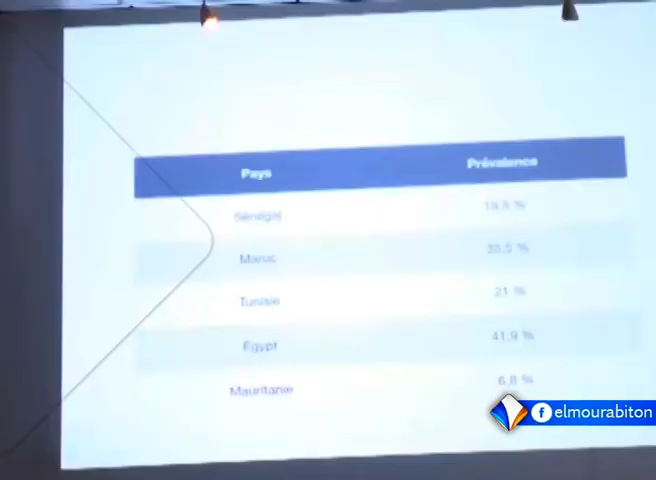 Pays Prévalence
Sénégal
Maroc
Tunisie 21 %
Egypt 41,9 %
Mauritanie 6,8 %
elmourabiton